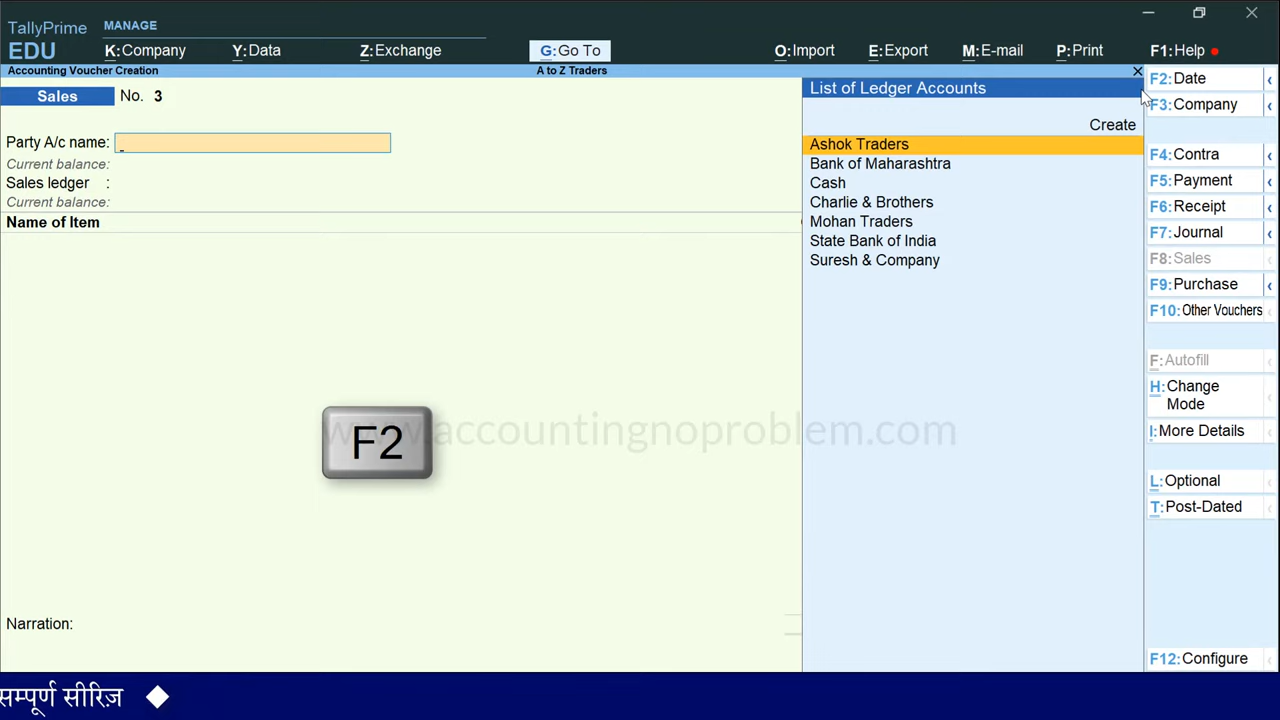 TallyPrime
MANAGE
EDU
K:Company
Y:Data
Z:Exchange
G:Go To
O:Import
E:Export
M:E-mail
P:Print
F1:Help
Accounting Voucher Creation
A to Z Traders
Sales No. 3
Party A/c name:
Current balance:
Sales ledger :
Current balance:
Name of Item
Narration:
List of Ledger Accounts
Create
Ashok Traders
Bank of Maharashtra
Cash
Charlie & Brothers
Mohan Traders
State Bank of India
Suresh & Company
F2:Date
F3:Company
F4:Contra
F5:Payment
F6:Receipt
F7:Journal
F8:Sales
F9:Purchase
F10:Other Vouchers
F:Autofill
H:Change
Mode
I:More Details
L:Optional
T:Post-Dated
F12:Configure
F2
www.accountingnoproblem.com
सम्पूर्ण सीरिज़